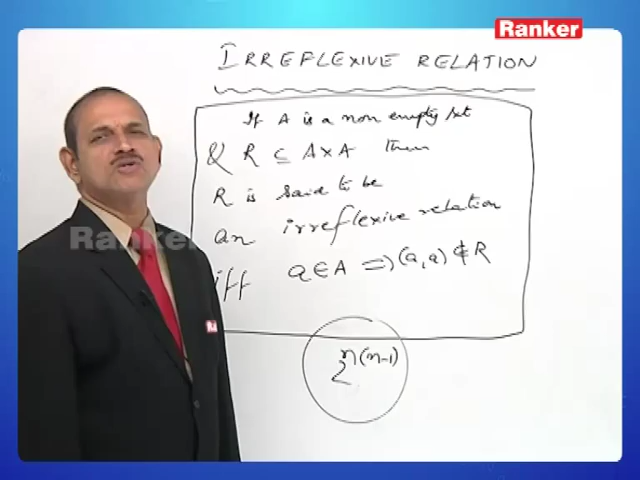 Ranker
IRREFLEXIVE RELATION
If A is a non empty set
& R ⊆ A×A then
R is said to be
an irreflexive relation
iff a∈A ⇒ (a,a) ∉ R
Ranker
R
2^n(n-1)